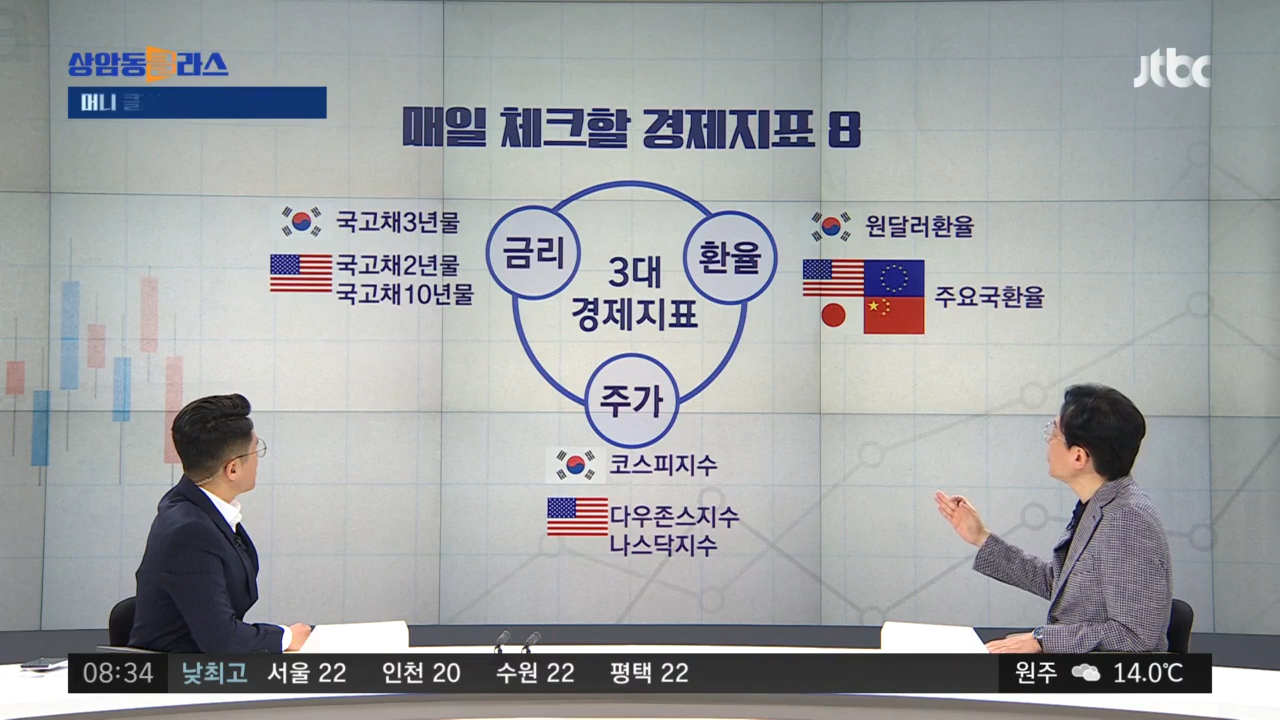 상암동클라스
jtbc
머니
매일 체크할 경제지표 8
국고채3년물
국고채2년물
국고채10년물
금리
3대
경제지표
환율
원달러환율
주요국환율
주가
코스피지수
다우존스지수
나스닥지수
08:34 낮최고 서울 22 인천 20 수원 22 평택 22 원주 14.0℃